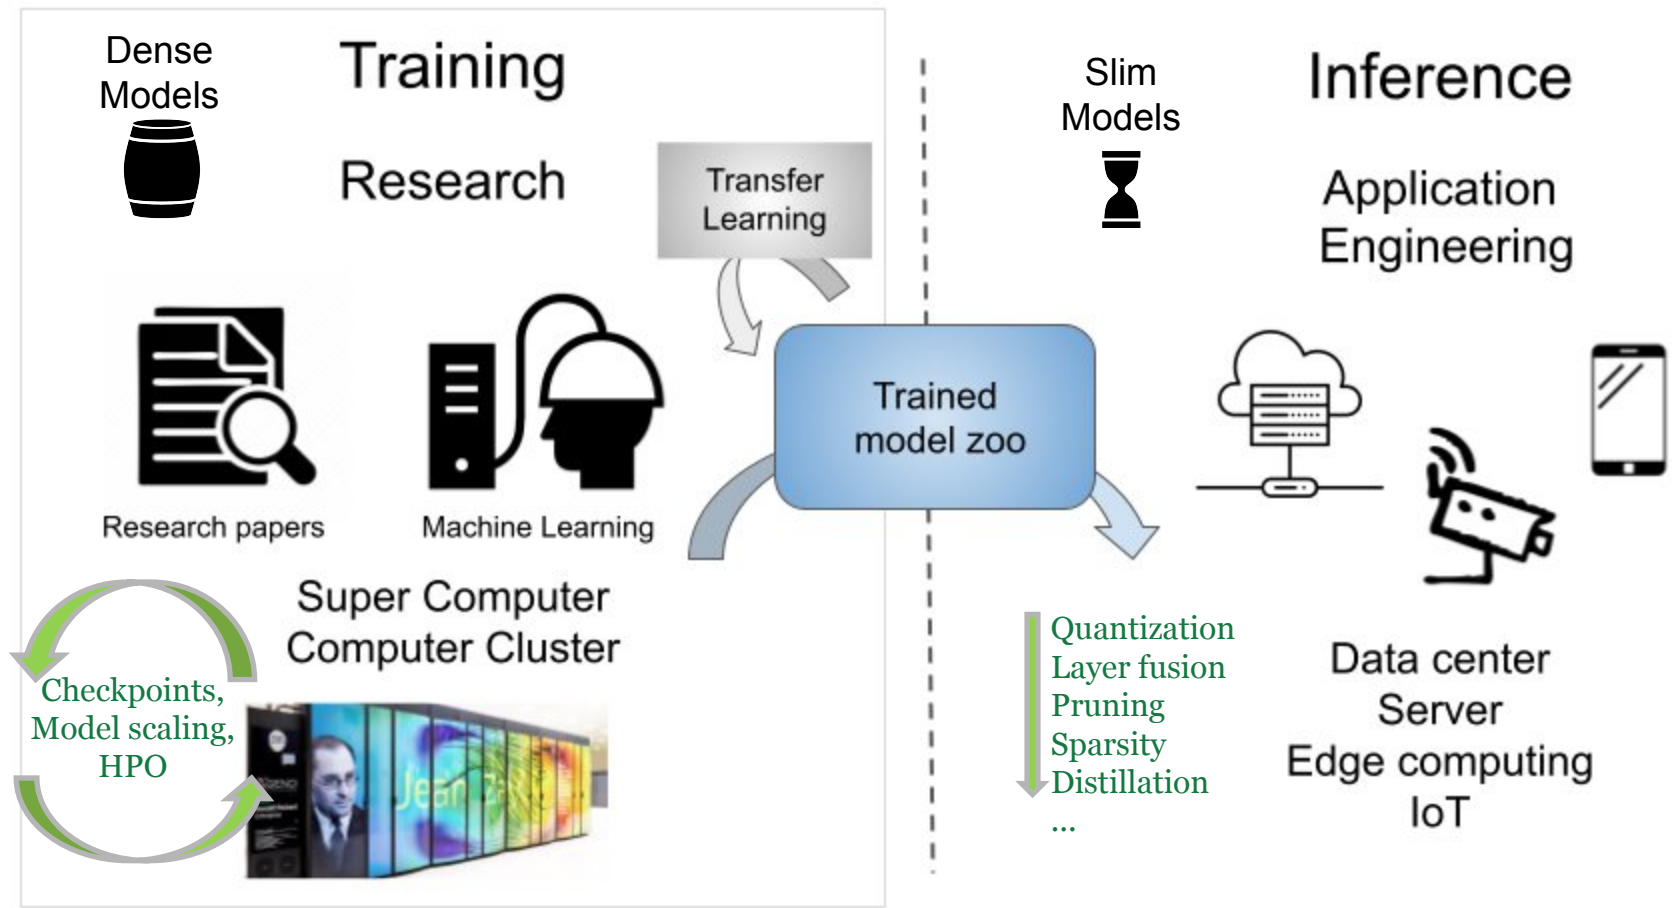 Dense
Models
Training
Research
Transfer
Learning
Research papers
Machine Learning
Super Computer
Computer Cluster
Checkpoints,
Model scaling,
HPO
Trained
model zoo
Slim
Models
Inference
Application
Engineering
Quantization
Layer fusion
Pruning
Sparsity
Distillation
...
Data center
Server
Edge computing
IoT
Jean